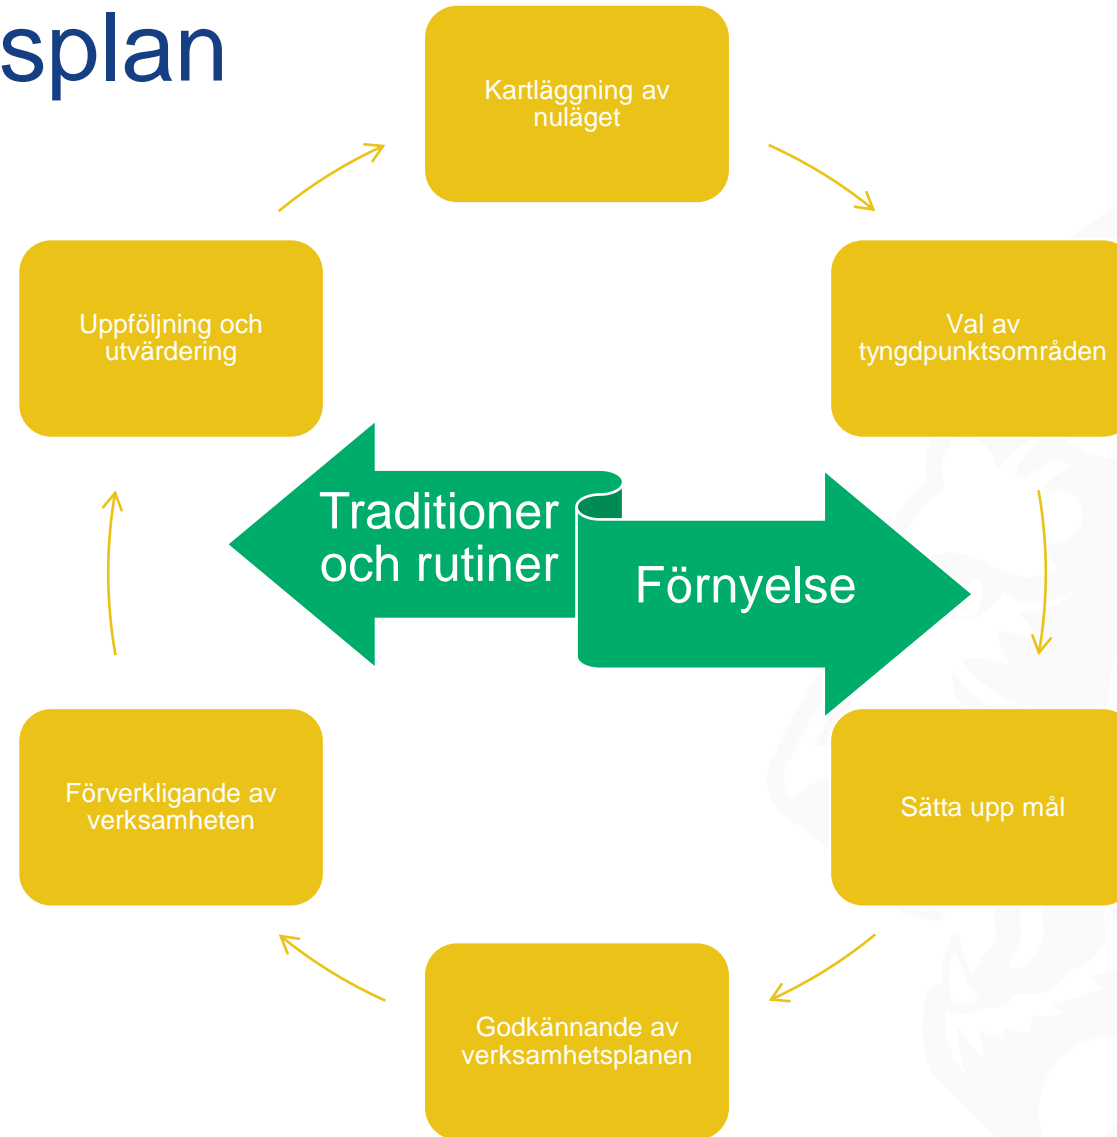 splan
Kartläggning av
nuläget
Val av
tyngdpunktsområden
Sätta upp mål
Godkännande av
verksamhetsplanen
Förverkligande av
verksamheten
Uppföljning och
utvärdering
Traditioner
och rutiner
Förnyelse